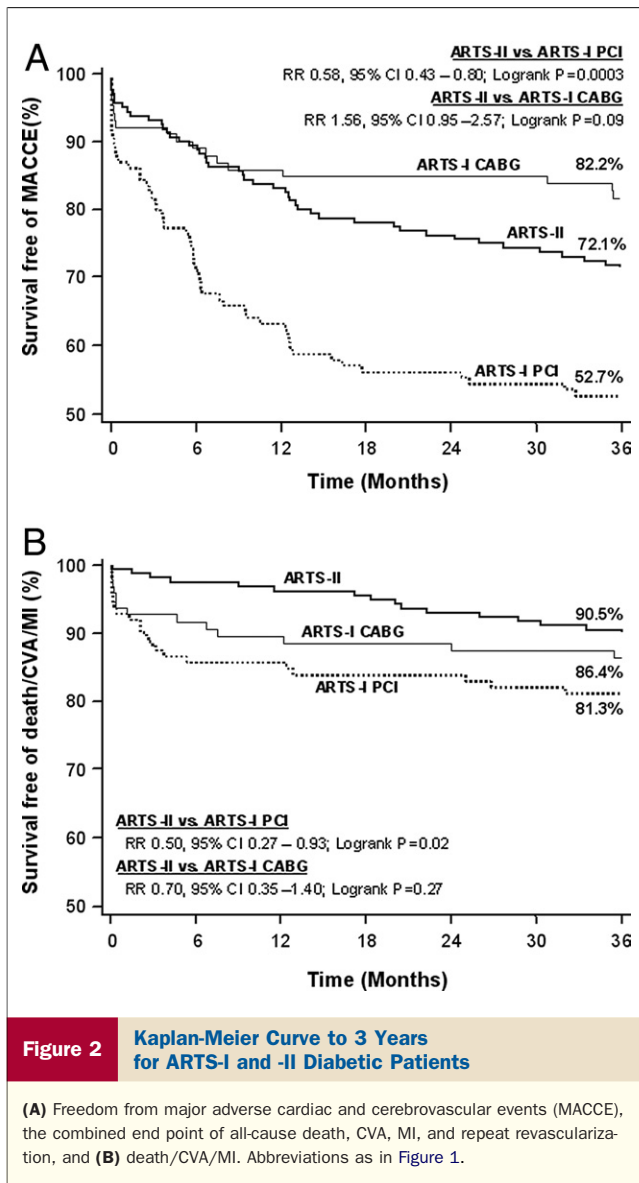 A
ARTS-II vs. ARTS-I PCI
RR 0.58, 95% CI 0.43 – 0.80; Logrank P=0.0003
ARTS-II vs. ARTS-I CABG
RR 1.56, 95% CI 0.95 –2.57; Logrank P=0.09
Survival free of MACCE(%)
100
90
80
70
60
50
ARTS-I CABG
82.2%
ARTS-II
72.1%
ARTS-I PCI
52.7%
0 6 12 18 24 30 36
Time (Months)
B
Survival free of death/CVA/MI (%)
100
90
80
70
60
50
ARTS-II
90.5%
ARTS-I CABG
86.4%
ARTS-I PCI
81.3%
ARTS-II vs. ARTS-I PCI
RR 0.50, 95% CI 0.27 – 0.93; Logrank P=0.02
ARTS-II vs. ARTS-I CABG
RR 0.70, 95% CI 0.35 –1.40; Logrank P=0.27
0 6 12 18 24 30 36
Time (Months)
Figure 2
Kaplan-Meier Curve to 3 Years
for ARTS-I and -II Diabetic Patients
(A) Freedom from major adverse cardiac and cerebrovascular events (MACCE),
the combined end point of all-cause death, CVA, MI, and repeat revasculariza-
tion, and (B) death/CVA/MI. Abbreviations as in Figure 1.